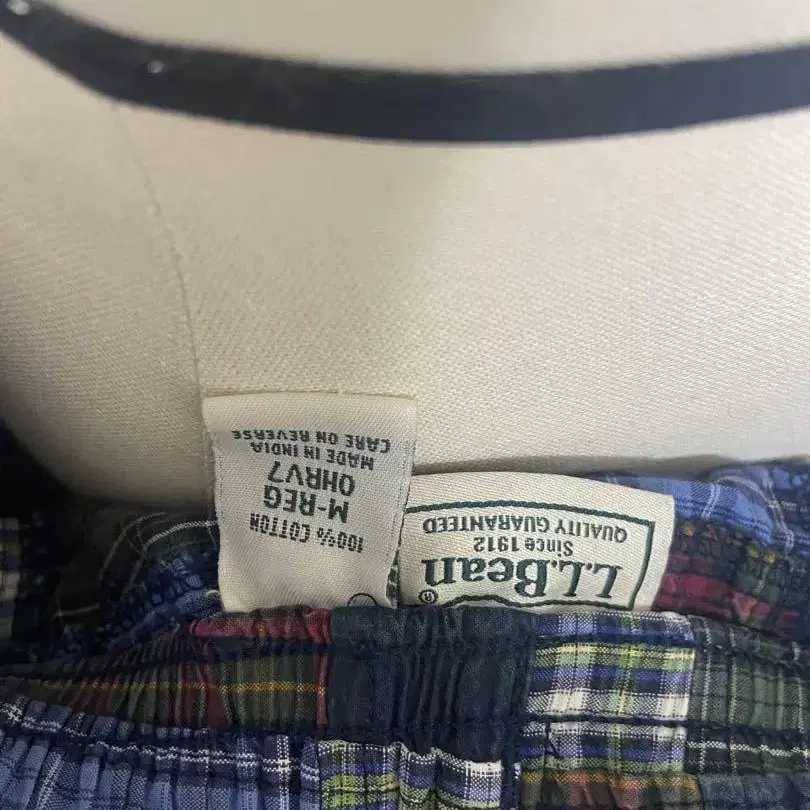 L.L.Bean®
Since 1912
QUALITY GUARANTEED
100% COTTON
M-REG
OHRV7
MADE IN INDIA
CARE ON REVERSE